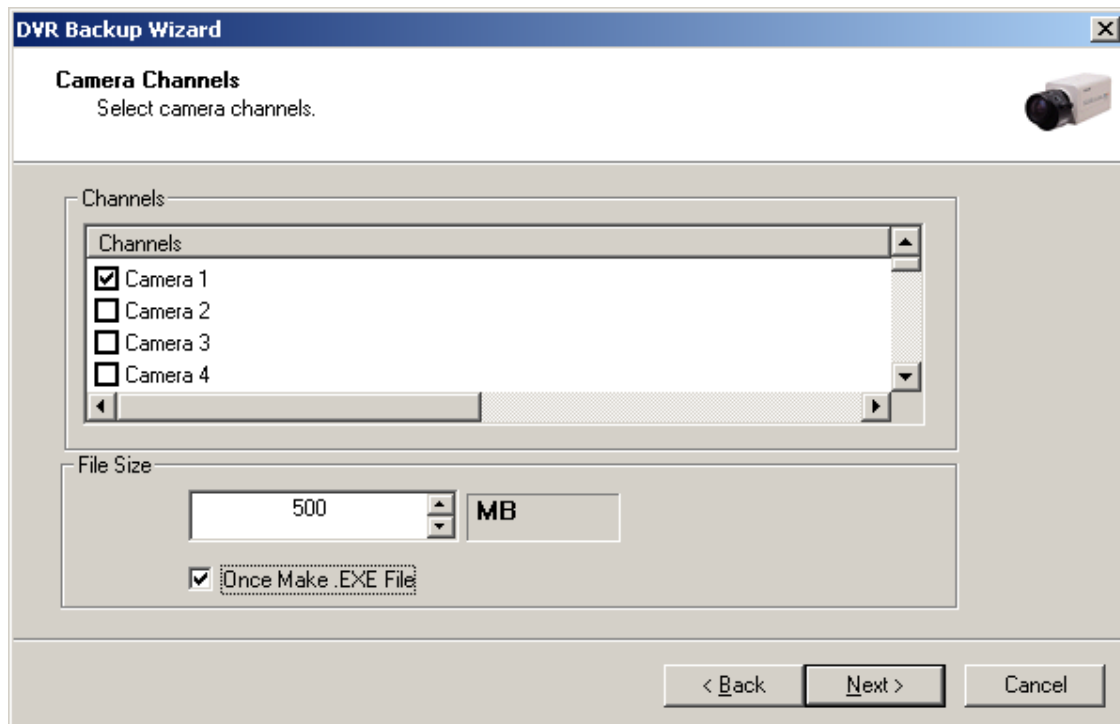 DVR Backup Wizard
Camera Channels
Select camera channels.
Channels
Channels
Camera 1
Camera 2
Camera 3
Camera 4
File Size
500 MB
Once Make .EXE File
< Back Next > Cancel